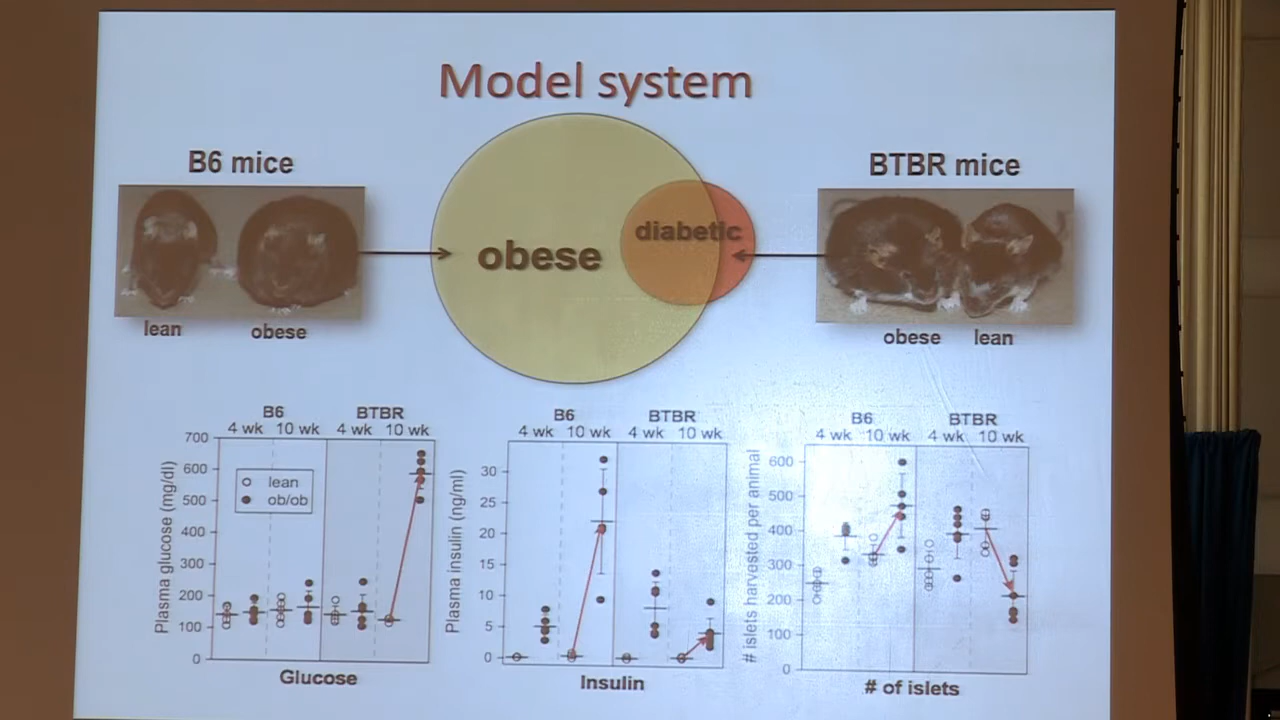 Model system
B6 mice
BTBR mice
obese
diabetic
lean
obese
obese
lean
B6
BTBR
4 wk
10 wk
4 wk
10 wk
700
600
500
400
300
200
100
0
Plasma glucose (mg/dl)
lean
ob/ob
Glucose
B6
BTBR
4 wk
10 wk
4 wk
10 wk
30
25
20
15
10
5
0
Plasma insulin (ng/ml)
Insulin
B6
BTBR
4 wk
10 wk
4 wk
10 wk
600
500
400
300
200
100
0
# islets harvested per animal
# of islets